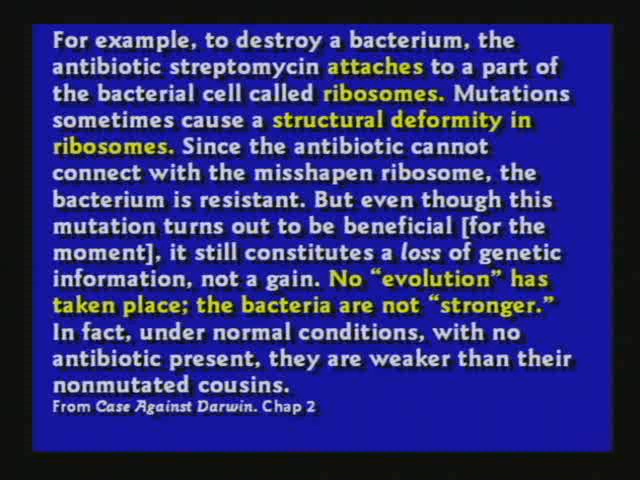 For example, to destroy a bacterium, the
antibiotic streptomycin attaches to a part of
the bacterial cell called ribosomes. Mutations
sometimes cause a structural deformity in
ribosomes. Since the antibiotic cannot
connect with the misshapen ribosome, the
bacterium is resistant. But even though this
mutation turns out to be beneficial [for the
moment], it still constitutes a loss of genetic
information, not a gain. No “evolution” has
taken place; the bacteria are not “stronger.”
In fact, under normal conditions, with no
antibiotic present, they are weaker than their
nonmutated cousins.
From Case Against Darwin. Chap 2